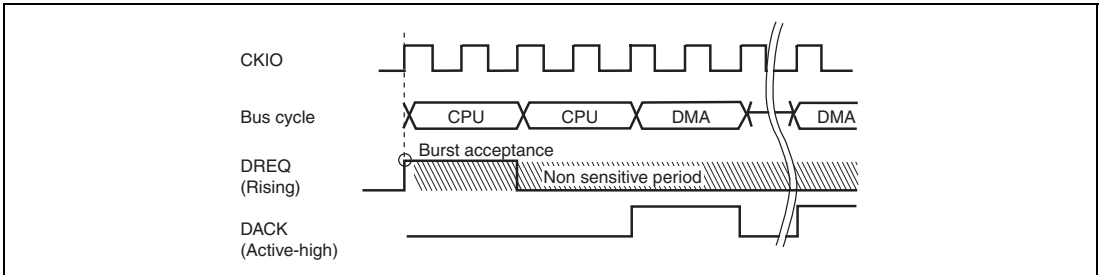 CKIO
Bus cycle
CPU CPU DMA DMA
DREQ
(Rising)
Burst acceptance
Non sensitive period
DACK
(Active-high)